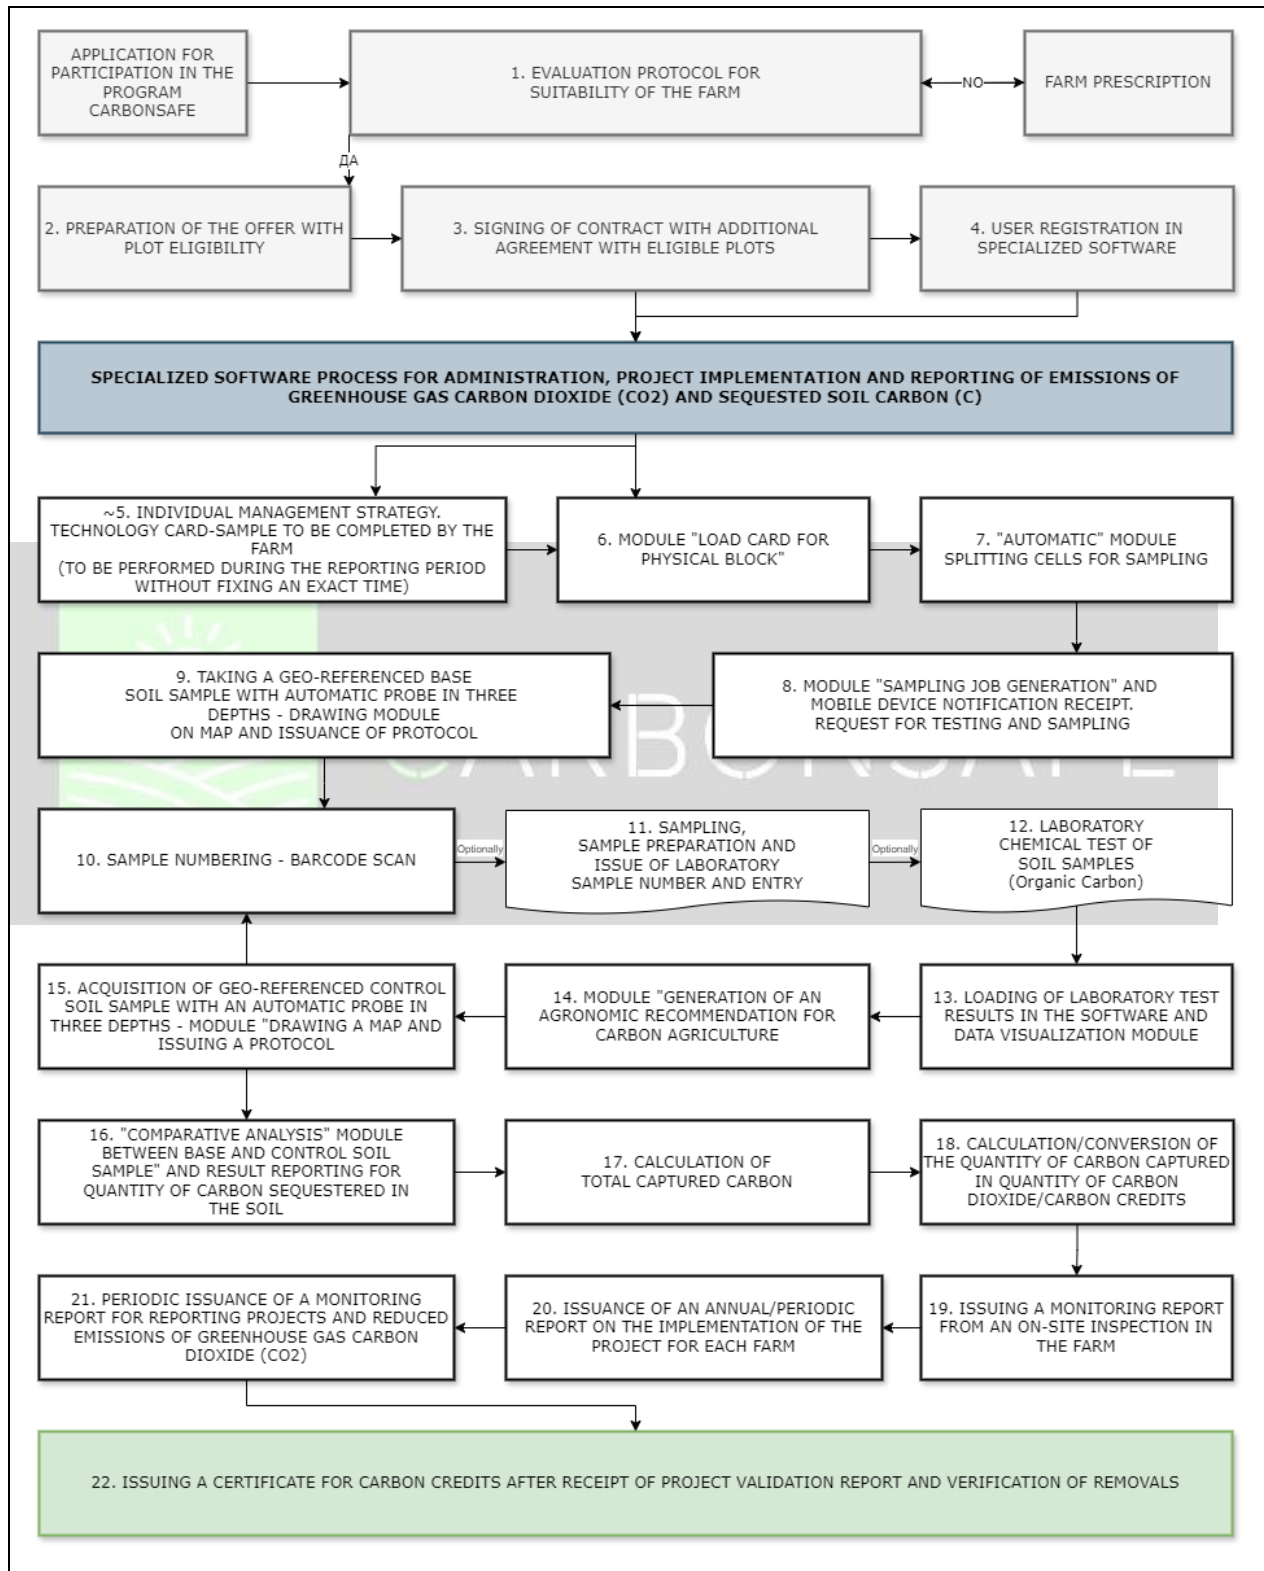 APPLICATION FOR
PARTICIPATION IN THE
PROGRAM
CARBONSAFE
1. EVALUATION PROTOCOL FOR
SUITABILITY OF THE FARM
NO
FARM PRESCRIPTION
ДА
2. PREPARATION OF THE OFFER WITH
PLOT ELIGIBILITY
3. SIGNING OF CONTRACT WITH ADDITIONAL
AGREEMENT WITH ELIGIBLE PLOTS
4. USER REGISTRATION IN
SPECIALIZED SOFTWARE
SPECIALIZED SOFTWARE PROCESS FOR ADMINISTRATION, PROJECT IMPLEMENTATION AND REPORTING OF EMISSIONS OF
GREENHOUSE GAS CARBON DIOXIDE (CO2) AND SEQUESTED SOIL CARBON (C)
~5. INDIVIDUAL MANAGEMENT STRATEGY.
TECHNOLOGY CARD-SAMPLE TO BE COMPLETED BY THE
FARM
(TO BE PERFORMED DURING THE REPORTING PERIOD
WITHOUT FIXING AN EXACT TIME)
6. MODULE "LOAD CARD FOR
PHYSICAL BLOCK"
7. "AUTOMATIC" MODULE
SPLITTING CELLS FOR SAMPLING
9. TAKING A GEO-REFERENCED BASE
SOIL SAMPLE WITH AUTOMATIC PROBE IN THREE
DEPTHS - DRAWING MODULE
ON MAP AND ISSUANCE OF PROTOCOL
8. MODULE "SAMPLING JOB GENERATION" AND
MOBILE DEVICE NOTIFICATION RECEIPT.
REQUEST FOR TESTING AND SAMPLING
CARBONSAFE
10. SAMPLE NUMBERING - BARCODE SCAN
Optionally
11. SAMPLING,
SAMPLE PREPARATION AND
ISSUE OF LABORATORY
SAMPLE NUMBER AND ENTRY
Optionally
12. LABORATORY
CHEMICAL TEST OF
SOIL SAMPLES
(Organic Carbon)
15. ACQUISITION OF GEO-REFERENCED CONTROL
SOIL SAMPLE WITH AN AUTOMATIC PROBE IN
THREE DEPTHS - MODULE "DRAWING A MAP AND
ISSUING A PROTOCOL
14. MODULE "GENERATION OF AN
AGRONOMIC RECOMMENDATION FOR
CARBON AGRICULTURE
13. LOADING OF LABORATORY TEST
RESULTS IN THE SOFTWARE AND
DATA VISUALIZATION MODULE
16. "COMPARATIVE ANALYSIS" MODULE
BETWEEN BASE AND CONTROL SOIL
SAMPLE" AND RESULT REPORTING FOR
QUANTITY OF CARBON SEQUESTERED IN
THE SOIL
17. CALCULATION OF
TOTAL CAPTURED CARBON
18. CALCULATION/CONVERSION OF
THE QUANTITY OF CARBON CAPTURED
IN QUANTITY OF CARBON
DIOXIDE/CARBON CREDITS
21. PERIODIC ISSUANCE OF A MONITORING
REPORT FOR REPORTING PROJECTS AND REDUCED
EMISSIONS OF GREENHOUSE GAS CARBON
DIOXIDE (CO2)
20. ISSUANCE OF AN ANNUAL/PERIODIC
REPORT ON THE IMPLEMENTATION OF THE
PROJECT FOR EACH FARM
19. ISSUING A MONITORING REPORT
FROM AN ON-SITE INSPECTION IN
THE FARM
22. ISSUING A CERTIFICATE FOR CARBON CREDITS AFTER RECEIPT OF PROJECT VALIDATION REPORT AND VERIFICATION OF REMOVALS